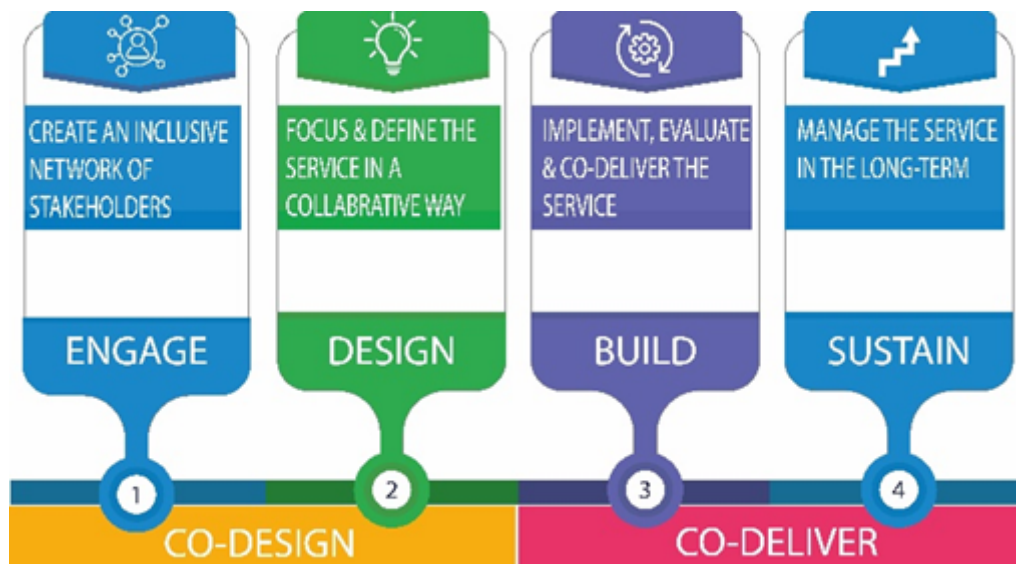 CREATE AN INCLUSIVE
NETWORK OF
STAKEHOLDERS
ENGAGE
1
FOCUS & DEFINE THE
SERVICE IN A
COLLABRATIVE WAY
DESIGN
2
IMPLEMENT, EVALUATE
& CO-DELIVER THE
SERVICE
BUILD
3
MANAGE THE SERVICE
IN THE LONG-TERM
SUSTAIN
4
CO-DESIGN
CO-DELIVER